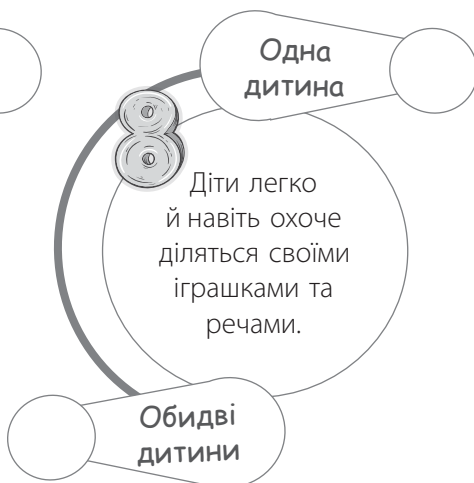 Одна
дитина
8
Діти легко
й навіть охоче
діляться своїми
іграшками та
речами.
Обидві
дитини